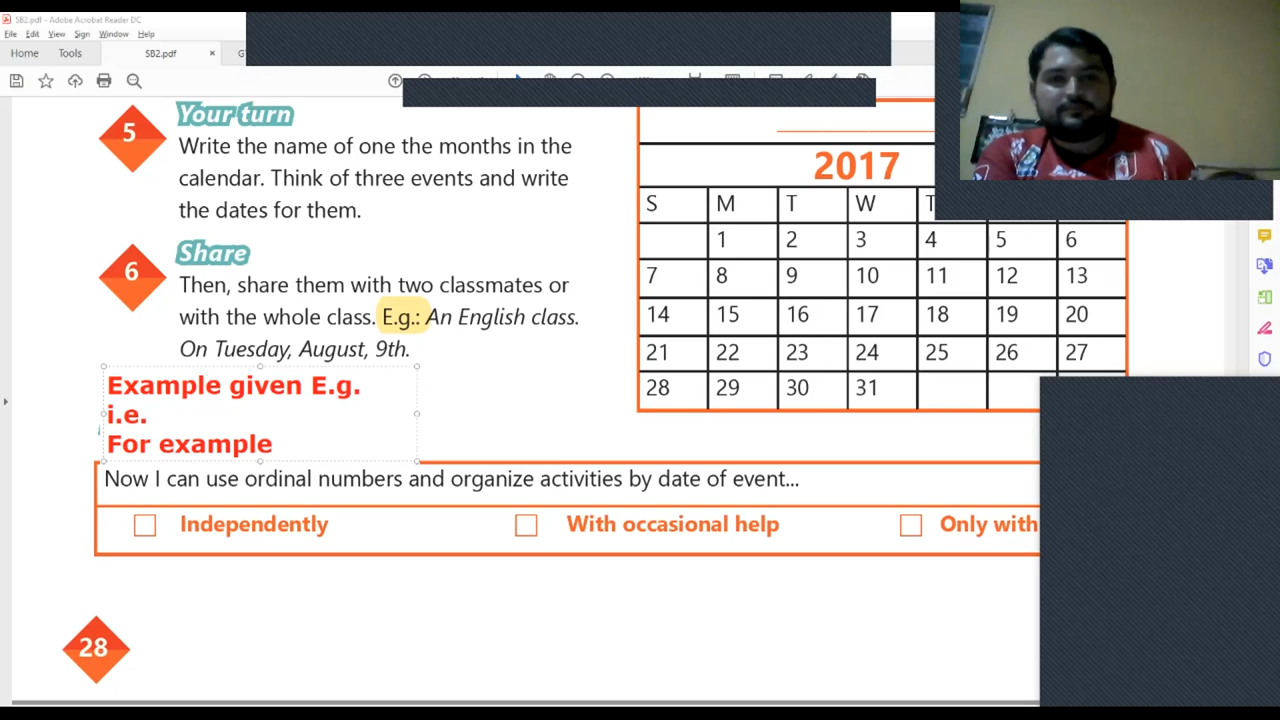 SB2.pdf - Adobe Acrobat Reader DC
File Edit View Sign Window Help
Home Tools SB2.pdf ×
5
Your turn
Write the name of one the months in the
calendar. Think of three events and write
the dates for them.
6
Share
Then, share them with two classmates or
with the whole class. E.g.: An English class.
On Tuesday, August, 9th.
Example given E.g.
i.e.
For example
2017
S M T W T
1 2 3 4 5 6
7 8 9 10 11 12 13
14 15 16 17 18 19 20
21 22 23 24 25 26 27
28 29 30 31
Now I can use ordinal numbers and organize activities by date of event...
Independently With occasional help Only with
28